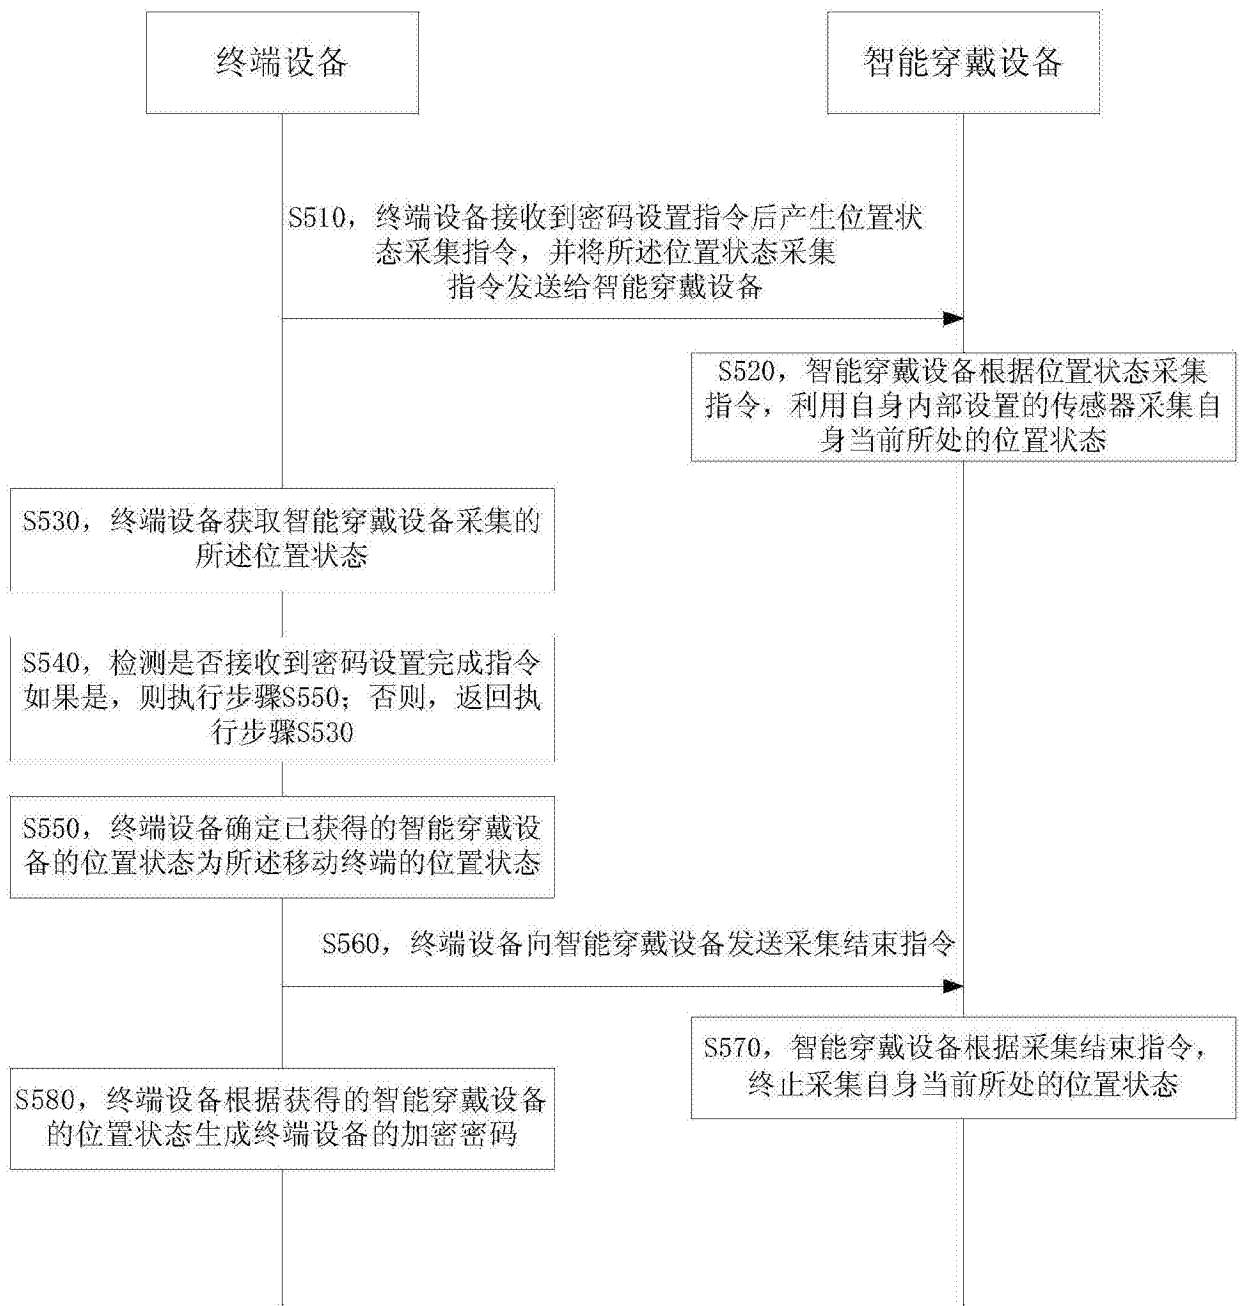 终端设备
智能穿戴设备
S510，终端设备接收到密码设置指令后产生位置状
态采集指令，并将所述位置状态采集
指令发送给智能穿戴设备
S520，智能穿戴设备根据位置状态采集
指令，利用自身内部设置的传感器采集自
身当前所处的位置状态
S530，终端设备获取智能穿戴设备采集的
所述位置状态
S540，检测是否接收到密码设置完成指令
如果是，则执行步骤S550；否则，返回执
行步骤S530
S550，终端设备确定已获得的智能穿戴设
备的位置状态为所述移动终端的位置状态
S560，终端设备向智能穿戴设备发送采集结束指令
S570，智能穿戴设备根据采集结束指令，
终止采集自身当前所处的位置状态
S580，终端设备根据获得的智能穿戴设备
的位置状态生成终端设备的加密密码